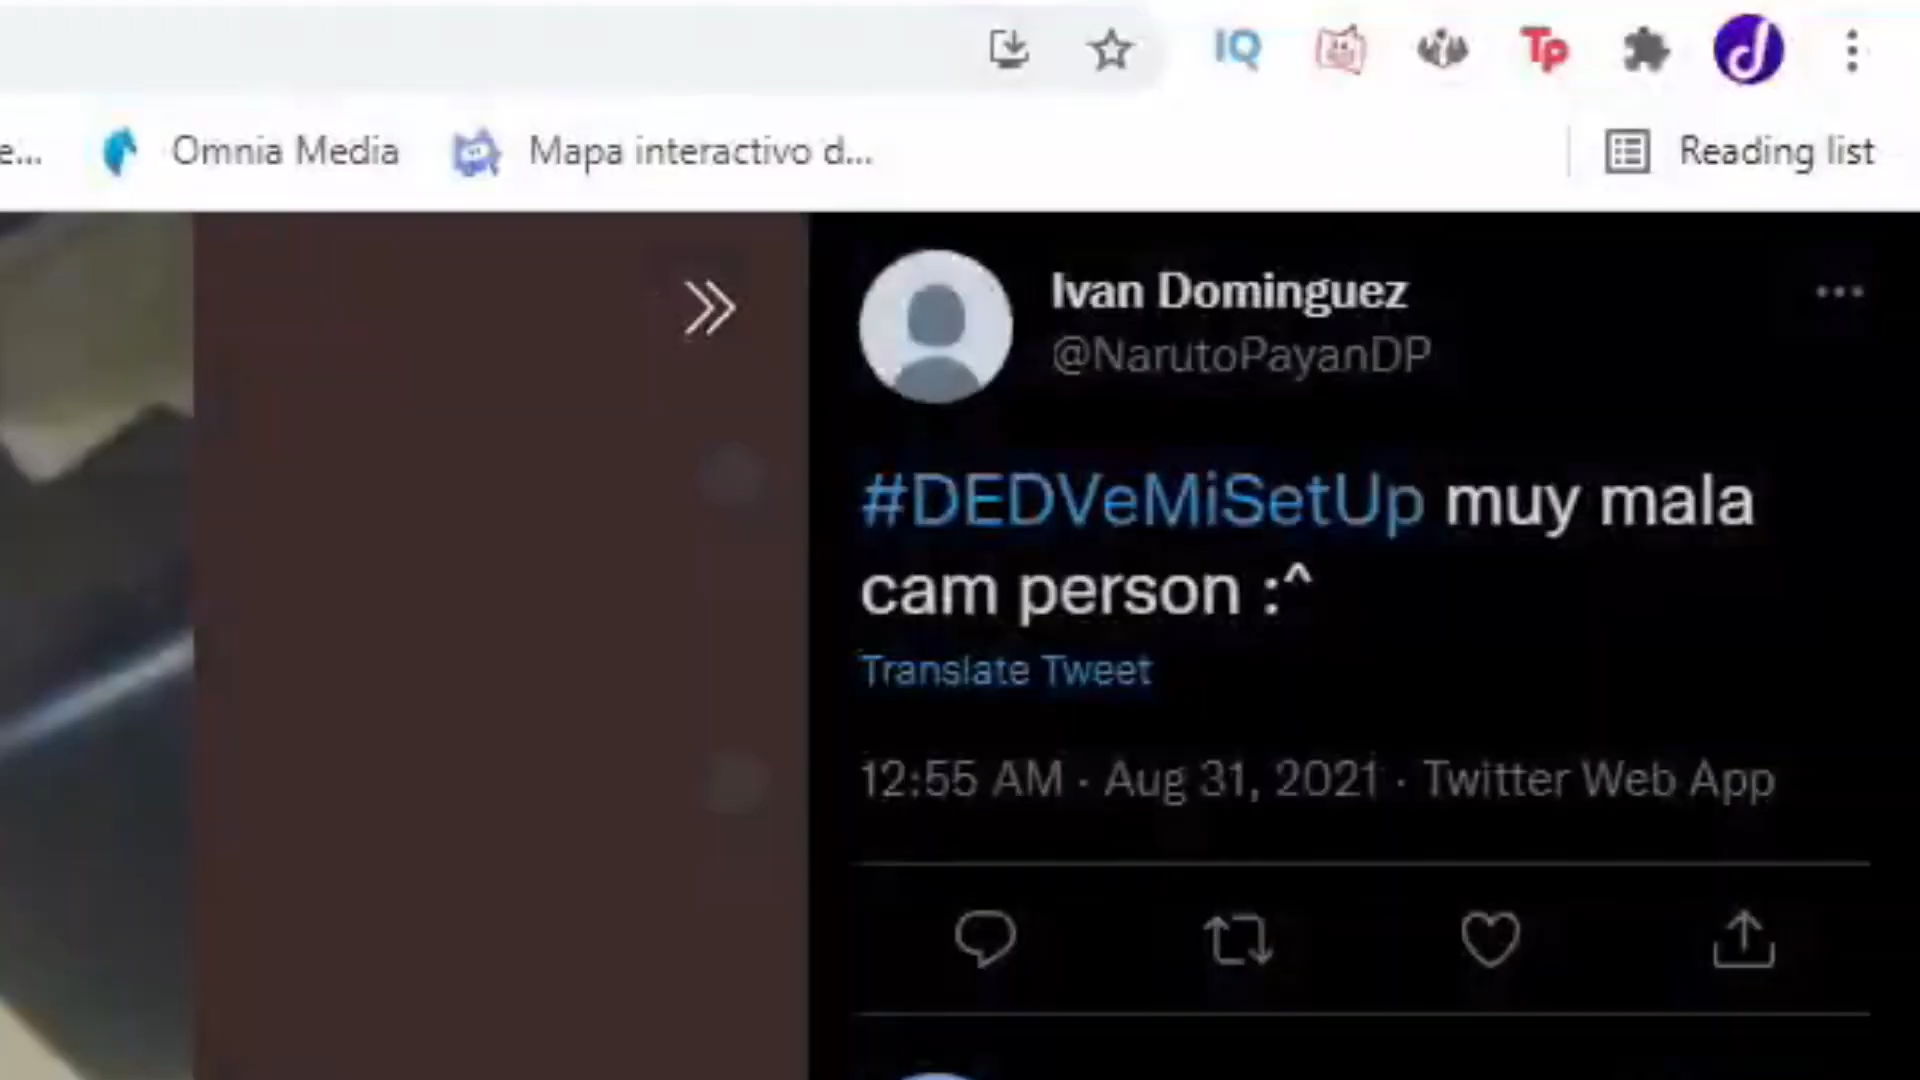 IQ
Tp
e...
Omnia Media
Mapa interactivo d...
Reading list
Ivan Dominguez
@NarutoPayanDP
#DEDVeMiSetUp muy mala
cam person :^
Translate Tweet
12:55 AM · Aug 31, 2021 · Twitter Web App